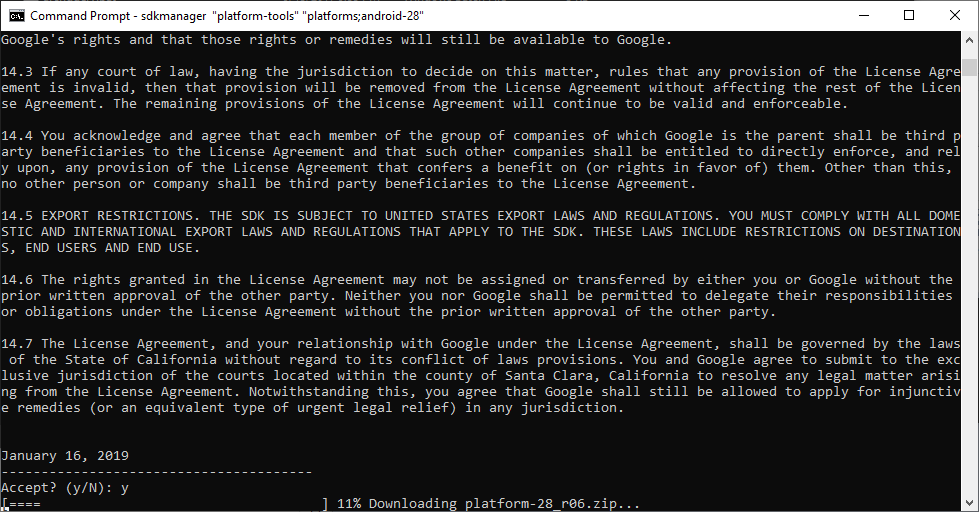 Command Prompt - sdkmanager "platform-tools" "platforms;android-28"
Google's rights and that those rights or remedies will still be available to Google.
14.3 If any court of law, having the jurisdiction to decide on this matter, rules that any provision of the License Agre
ement is invalid, then that provision will be removed from the License Agreement without affecting the rest of the Licen
se Agreement. The remaining provisions of the License Agreement will continue to be valid and enforceable.
14.4 You acknowledge and agree that each member of the group of companies of which Google is the parent shall be third p
arty beneficiaries to the License Agreement and that such other companies shall be entitled to directly enforce, and rel
y upon, any provision of the License Agreement that confers a benefit on (or rights in favor of) them. Other than this,
no other person or company shall be third party beneficiaries to the License Agreement.
14.5 EXPORT RESTRICTIONS. THE SDK IS SUBJECT TO UNITED STATES EXPORT LAWS AND REGULATIONS. YOU MUST COMPLY WITH ALL DOME
STIC AND INTERNATIONAL EXPORT LAWS AND REGULATIONS THAT APPLY TO THE SDK. THESE LAWS INCLUDE RESTRICTIONS ON DESTINATION
S, END USERS AND END USE.
14.6 The rights granted in the License Agreement may not be assigned or transferred by either you or Google without the
prior written approval of the other party. Neither you nor Google shall be permitted to delegate their responsibilities
or obligations under the License Agreement without the prior written approval of the other party.
14.7 The License Agreement, and your relationship with Google under the License Agreement, shall be governed by the laws
of the State of California without regard to its conflict of laws provisions. You and Google agree to submit to the exc
lusive jurisdiction of the courts located within the county of Santa Clara, California to resolve any legal matter arisi
ng from the License Agreement. Notwithstanding this, you agree that Google shall still be allowed to apply for injunctiv
e remedies (or an equivalent type of urgent legal relief) in any jurisdiction.
January 16, 2019
---------------------------------------
Accept? (y/N): y
[====                                   ] 11% Downloading platform-28_r06.zip...